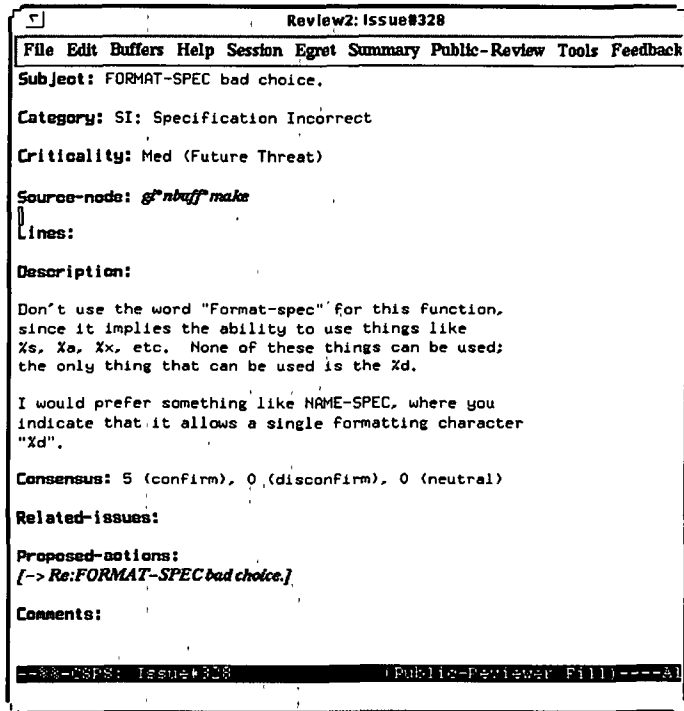 Review2: Issue#328
File Edit Buffers Help Session Egret Summary Public-Review Tools Feedback
Subject: FORMAT-SPEC bad choice.
Category: SI: Specification Incorrect
Criticality: Med (Future Threat)
Source-node: gi*nbuff*make
Lines:
Description:
Don't use the word "Format-spec" for this function,
since it implies the ability to use things like
%s, %a, %x, etc. None of these things can be used;
the only thing that can be used is the %d.
I would prefer something like NAME-SPEC, where you
indicate that it allows a single formatting character
"%d".
Consensus: 5 (confirm), 0 (disconfirm), 0 (neutral)
Related-issues:
Proposed-actions:
[-> Re:FORMAT-SPEC bad choice.]
Comments:
--%%-CSPS: Issue#328 (Public-Reviewer Fill)----Al